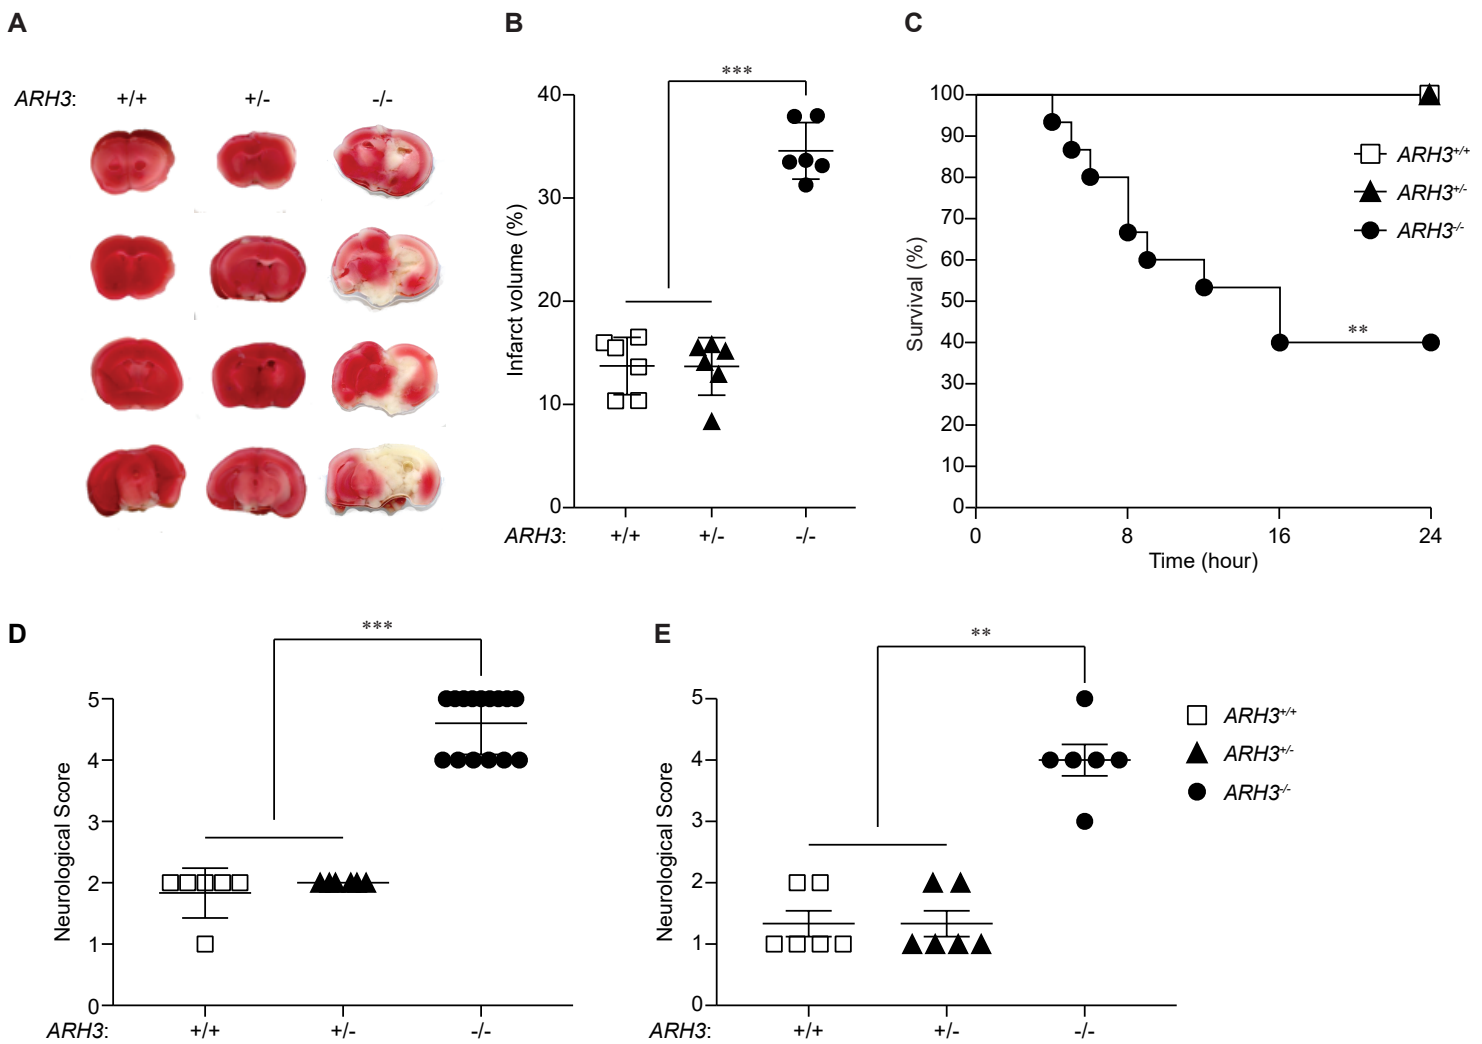 A
ARH3: +/+ +/- -/-
B
***
40
30
20
10
0
Infarct volume (%)
ARH3: +/+ +/- -/-
C
100
90
80
70
60
50
40
30
20
10
0
Survival (%)
**
0 8 16 24
Time (hour)
ARH3+/+
ARH3+/-
ARH3-/-
D
***
5
4
3
2
1
0
Neurological Score
ARH3: +/+ +/- -/-
E
**
5
4
3
2
1
0
Neurological Score
ARH3: +/+ +/- -/-
ARH3+/+
ARH3+/-
ARH3-/-